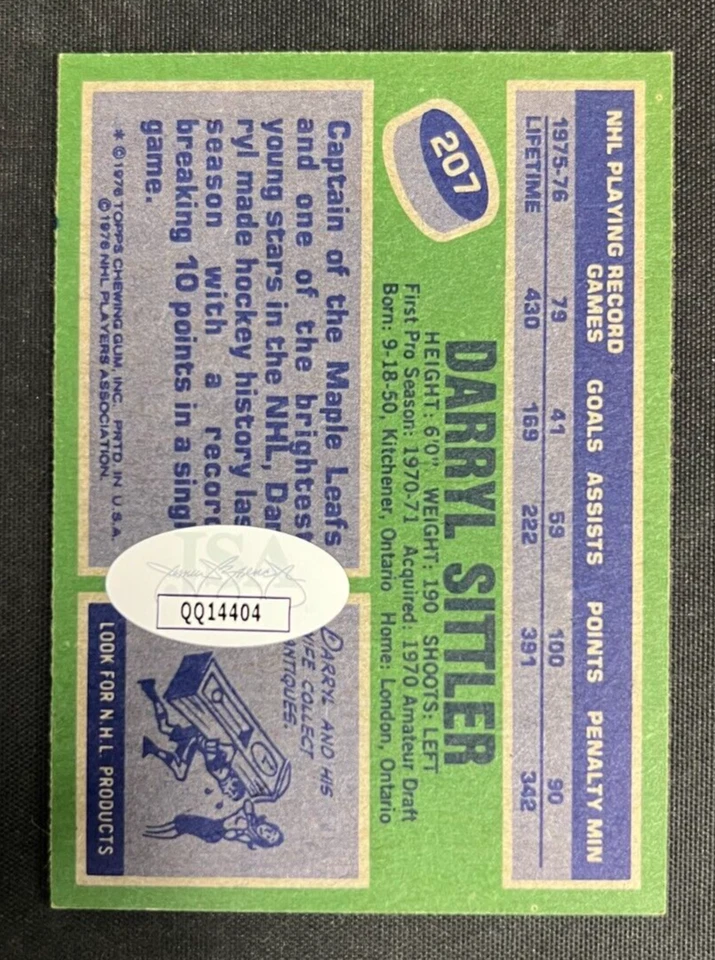 NHL PLAYING RECORD
GAMES GOALS ASSISTS POINTS PENALTY MIN
1975-76 79 41 59 100 90
LIFETIME 430 169 222 391 342
207
DARRYL SITTLER
HEIGHT: 6'0" WEIGHT: 190 SHOOTS: LEFT
First Pro Season: 1970-71 Acquired: 1970 Amateur Draft
Born: 9-18-50, Kitchener, Ontario Home: London, Ontario
Captain of the Maple Leafs
and one of the brightest
young stars in the NHL, Dar
ryl made hockey history las
season with a recor
breaking 10 points in a singl
game.
* © 1976 TOPPS CHEWING GUM, INC. PRTD. IN U.S.A.
© 1976 NHL PLAYERS ASSOCIATION.
JSA
QQ14404
DARRYL AND HIS
WIFE COLLECT
ANTIQUES.
LOOK FOR N.H.L. PRODUCTS